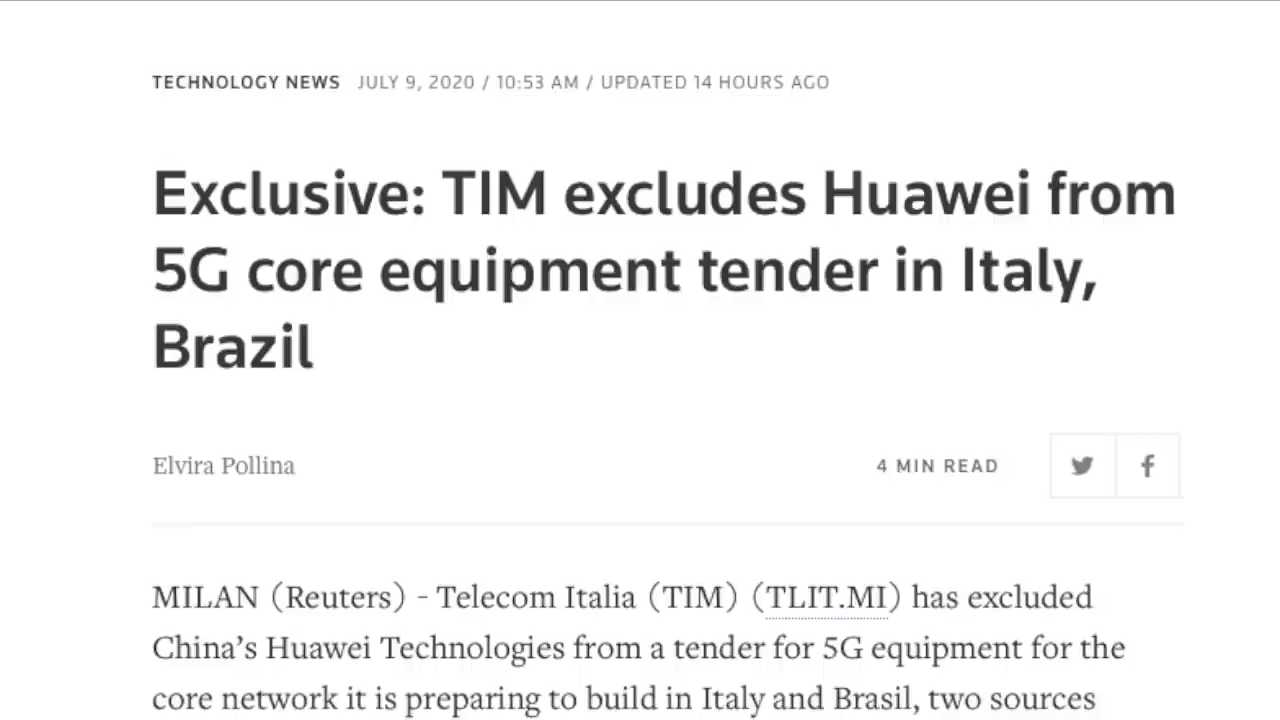 TECHNOLOGY NEWS JULY 9, 2020 / 10:53 AM / UPDATED 14 HOURS AGO
Exclusive: TIM excludes Huawei from
5G core equipment tender in Italy,
Brazil
Elvira Pollina 4 MIN READ
MILAN (Reuters) - Telecom Italia (TIM) (TLIT.MI) has excluded
China’s Huawei Technologies from a tender for 5G equipment for the
core network it is preparing to build in Italy and Brasil, two sources